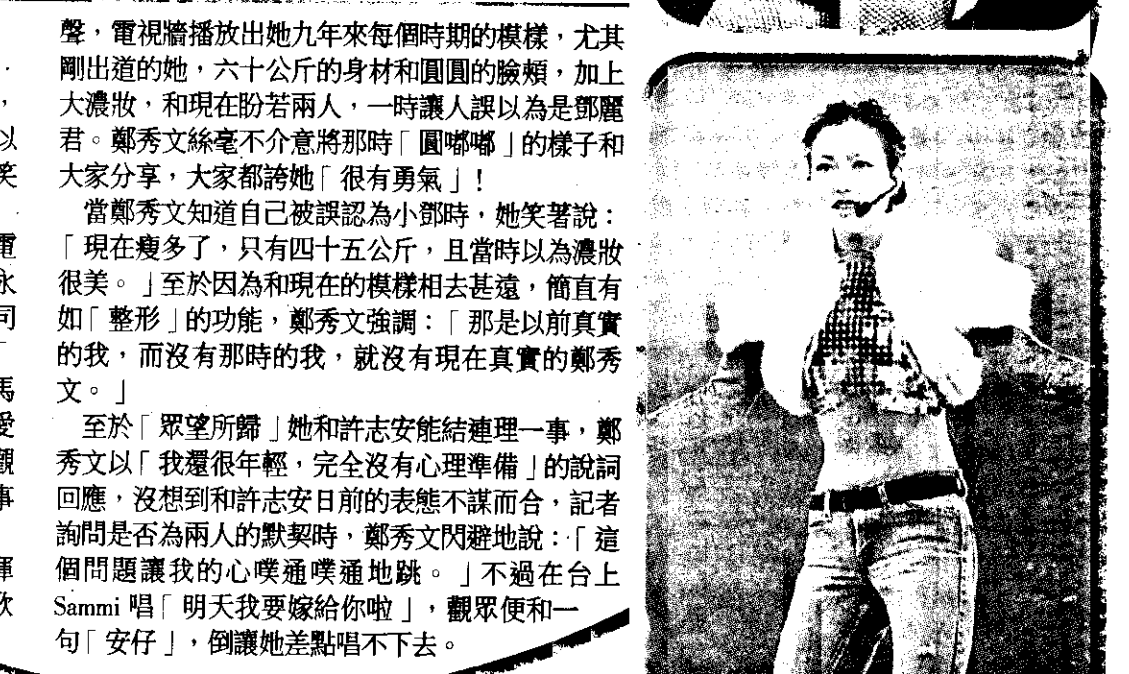 聲，電視牆播放出她九年來每個時期的模樣，尤其
剛出道的她，六十公斤的身材和圓圓的臉頰，加上
大濃妝，和現在盼若兩人，一時讓人誤以為是鄧麗
君。鄭秀文絲毫不介意將那時「圓嘟嘟」的樣子和
大家分享，大家都誇她「很有勇氣」！
當鄭秀文知道自己被誤認為小鄧時，她笑著說：
「現在瘦多了，只有四十五公斤，且當時以為濃妝
很美。」至於因為和現在的模樣相去甚遠，簡直有
如「整形」的功能，鄭秀文強調：「那是以前真實
的我，而沒有那時的我，就沒有現在真實的鄭秀
文。」
至於「眾望所歸」她和許志安能結連理一事，鄭
秀文以「我還很年輕，完全沒有心理準備」的說詞
回應，沒想到和許志安日前的表態不謀而合，記者
詢問是否為兩人的默契時，鄭秀文閃避地說：「這
個問題讓我的心噗通噗通地跳。」不過在台上
Sammi 唱「明天我要嫁給你啦」，觀眾便和一
句「安仔」，倒讓她差點唱不下去。